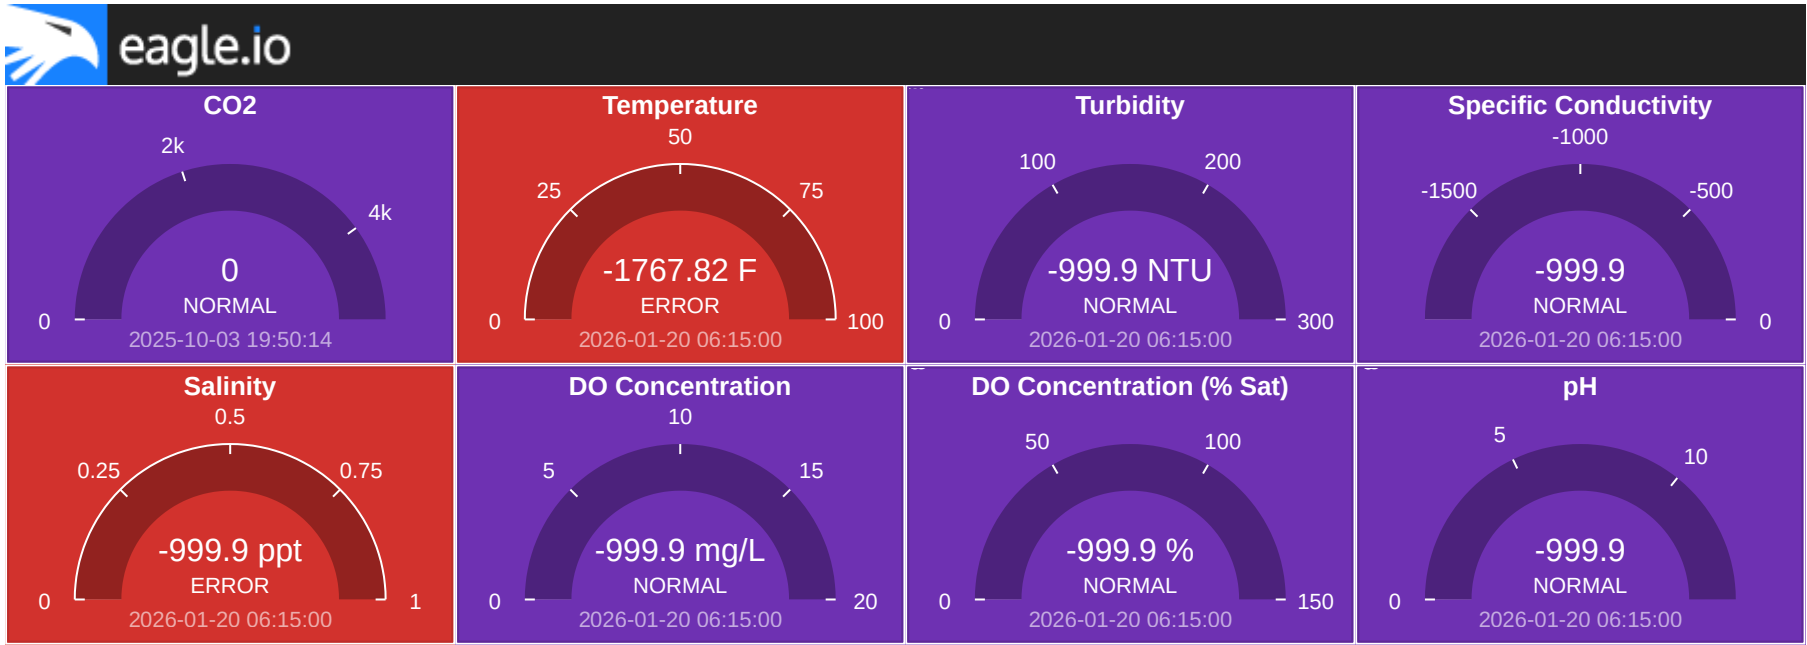 eagle.io
CO2
2k
4k
0
NORMAL
0
2025-10-03 19:50:14
Temperature
50
25
75
-1767.82 F
ERROR
0
100
2026-01-20 06:15:00
Turbidity
100
200
-999.9 NTU
NORMAL
0
300
2026-01-20 06:15:00
Specific Conductivity
-1000
-1500
-500
-999.9
NORMAL
0
2026-01-20 06:15:00
Salinity
0.5
0.25
0.75
-999.9 ppt
ERROR
0
1
2026-01-20 06:15:00
DO Concentration
10
5
15
-999.9 mg/L
NORMAL
0
20
2026-01-20 06:15:00
DO Concentration (% Sat)
50
100
-999.9 %
NORMAL
0
150
2026-01-20 06:15:00
pH
5
10
-999.9
NORMAL
0
2026-01-20 06:15:00